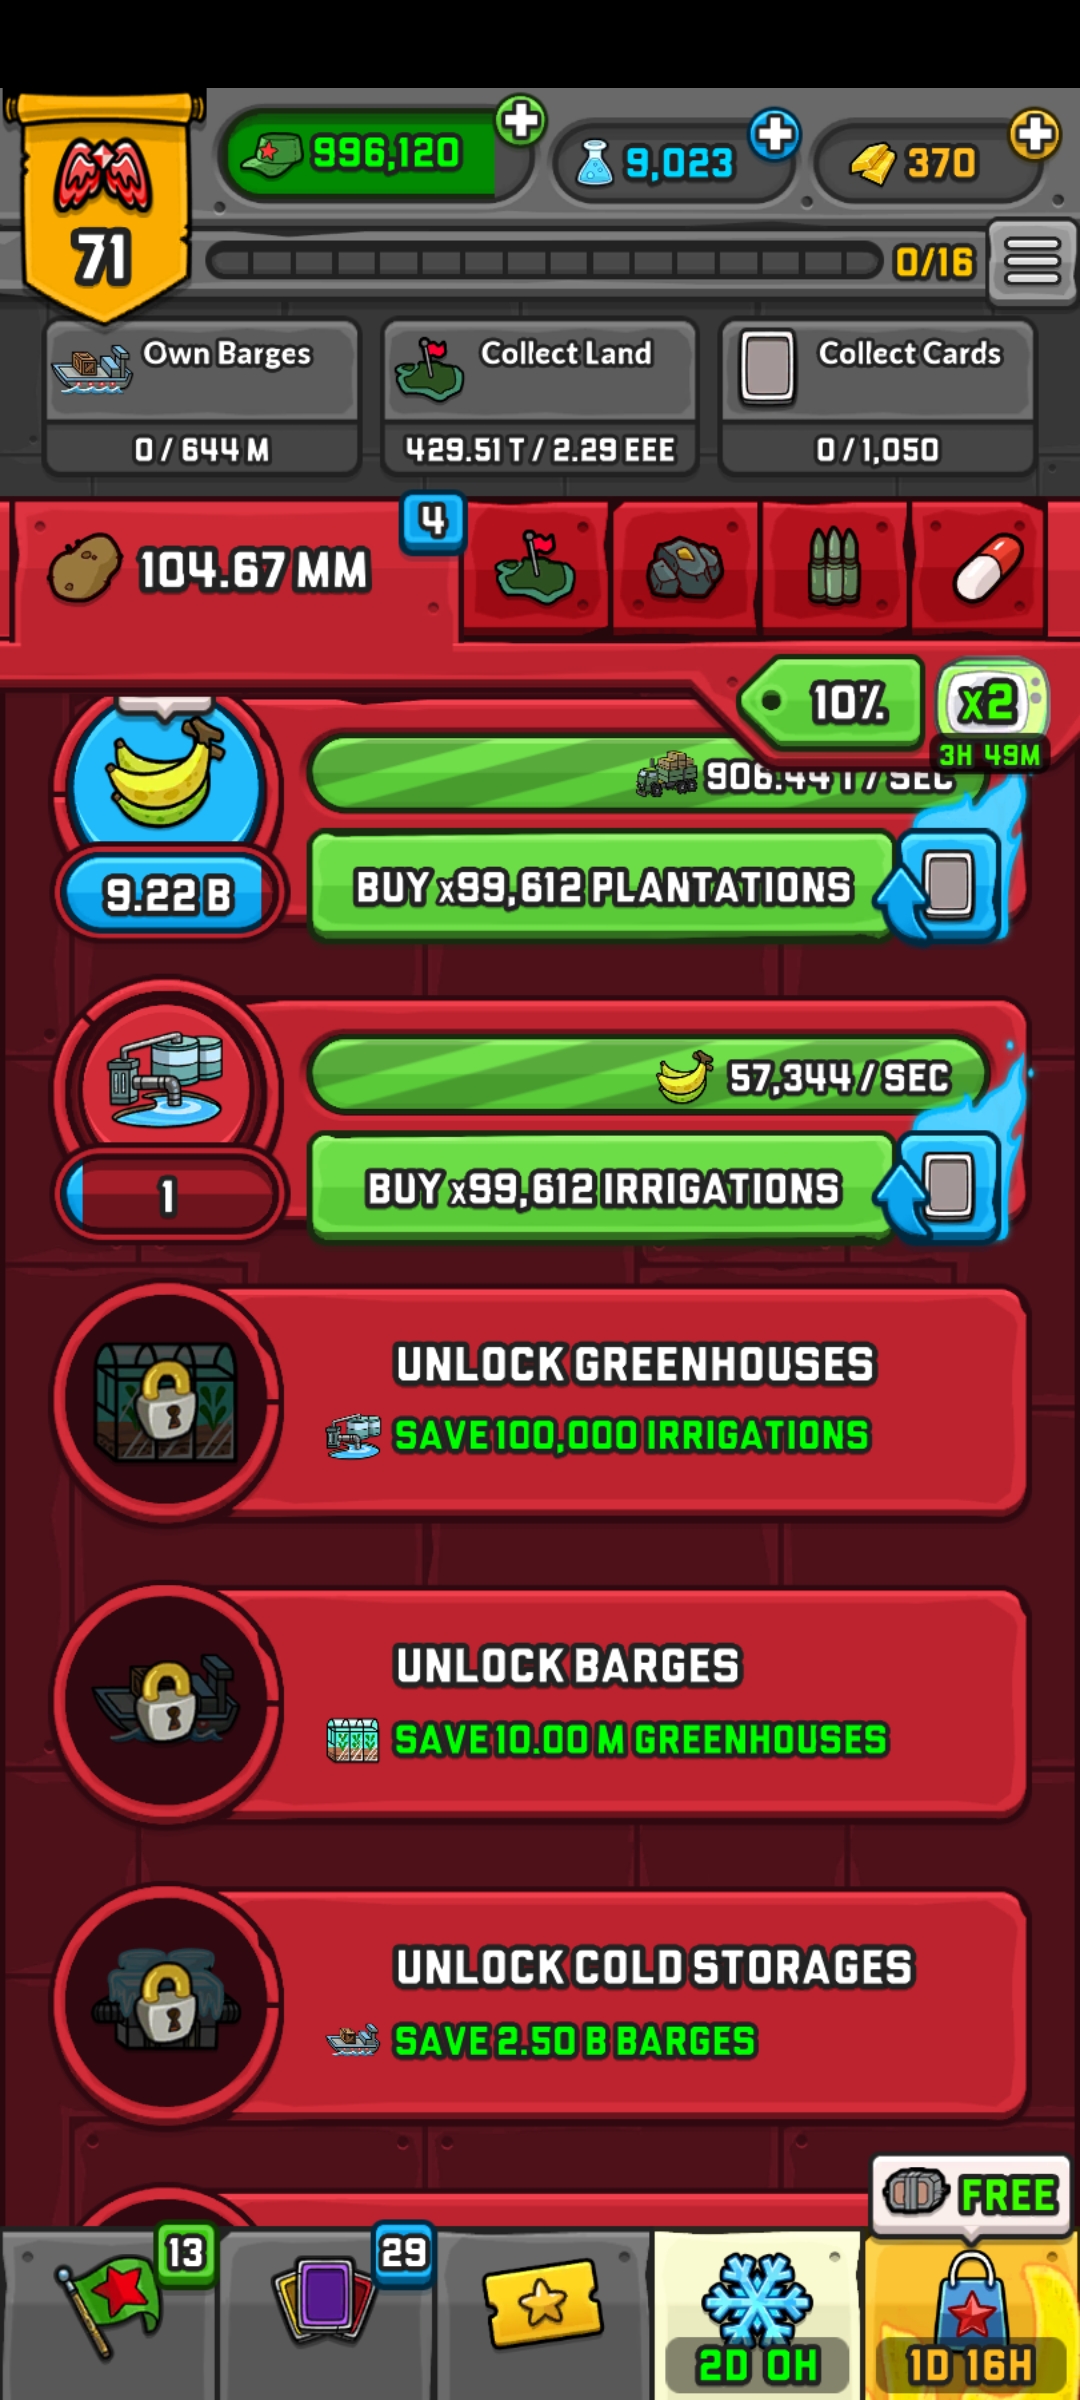 996,120
9,023
370
71
0/16
Own Barges
Collect Land
Collect Cards
0 / 644 M
429.51 T / 2.29 EEE
0 / 1,050
104.67 MM
4
10%
x2
3H 49M
906.44 T / SEC
9.22 B
BUY x99,612 PLANTATIONS
57,344 / SEC
1
BUY x99,612 IRRIGATIONS
UNLOCK GREENHOUSES
SAVE 100,000 IRRIGATIONS
UNLOCK BARGES
SAVE 10.00 M GREENHOUSES
UNLOCK COLD STORAGES
SAVE 2.50 B BARGES
FREE
13
29
2D 0H
1D 16H